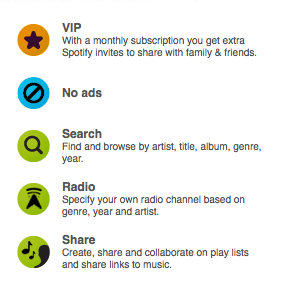 VIP
With a monthly subscription you get extra
Spotify invites to share with family & friends.
No ads
Search
Find and browse by artist, title, album, genre,
year.
Radio
Specify your own radio channel based on
genre, year and artist.
Share
Create, share and collaborate on play lists
and share links to music.